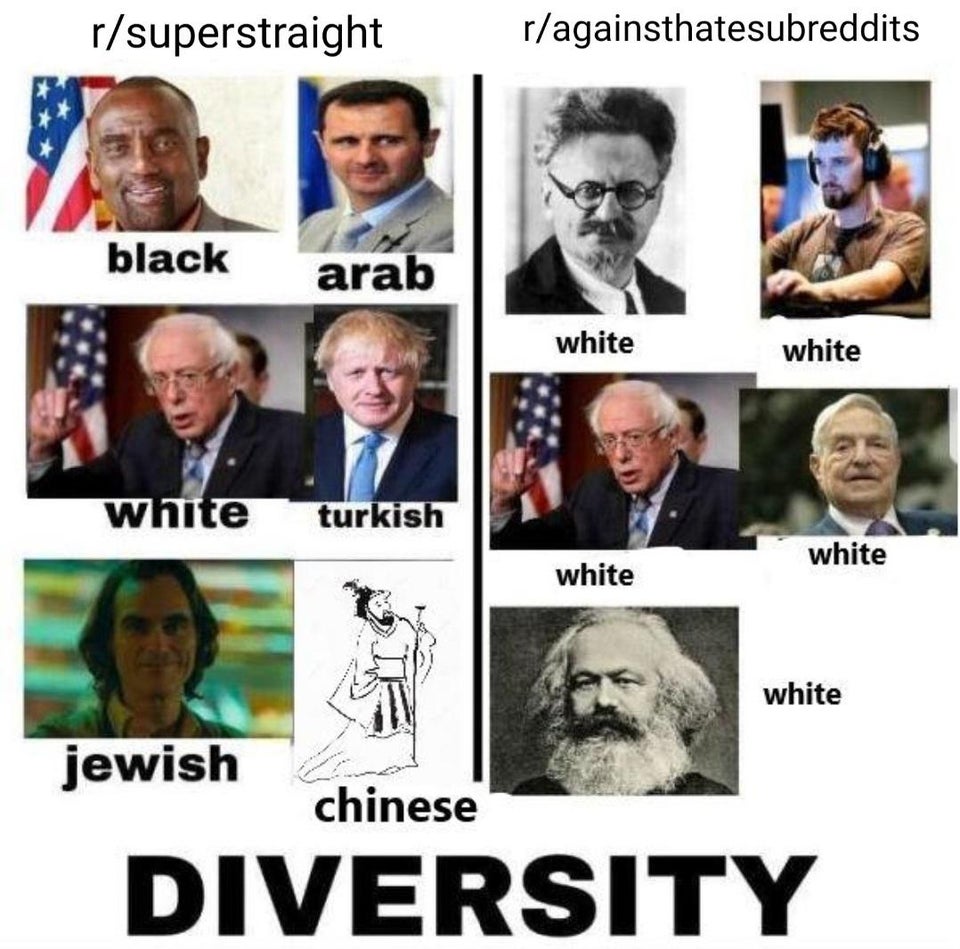 r/superstraight
r/againsthatesubreddits
black
arab
white
white
white
turkish
white
white
jewish
chinese
white
DIVERSITY